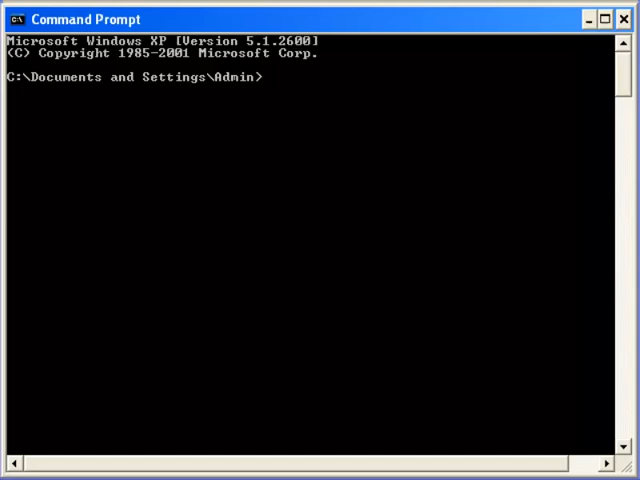 Command Prompt
Microsoft Windows XP [Version 5.1.2600]
(C) Copyright 1985-2001 Microsoft Corp.
C:\Documents and Settings\Admin>